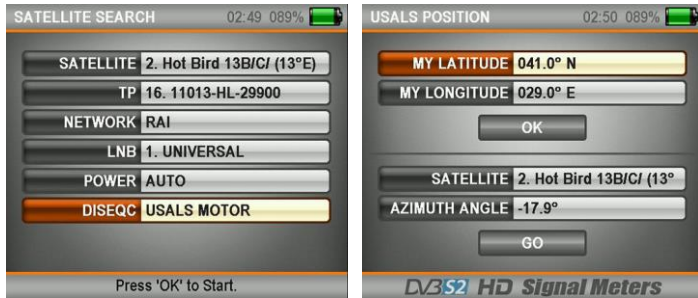 SATELLITE SEARCH 02:49 089%
SATELLITE 2. Hot Bird 13B/C/ (13°E)
TP 16. 11013-HL-29900
NETWORK RAI
LNB 1. UNIVERSAL
POWER AUTO
DISEQC USALS MOTOR
Press 'OK' to Start.
USALS POSITION 02:50 089%
MY LATITUDE 041.0° N
MY LONGITUDE 029.0° E
OK
SATELLITE 2. Hot Bird 13B/C/ (13°
AZIMUTH ANGLE -17.9°
GO
DVB S2 HD Signal Meters